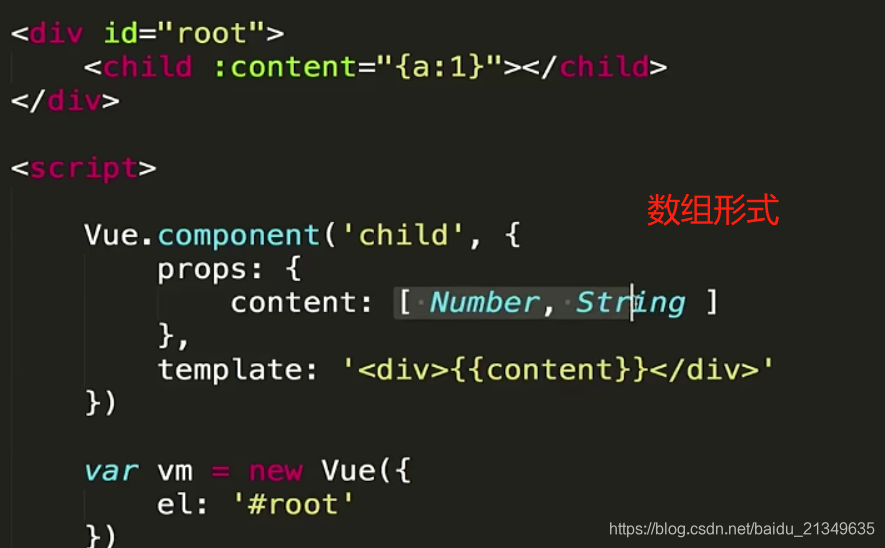 <div id="root">
    <child :content="{a:1}"></child>
</div>
<script>
数组形式
    Vue.component('child', {
        props: {
            content: [ Number, String ]
        },
        template: '<div>{{content}}</div>'
    })
    var vm = new Vue({
        el: '#root'
    })
https://blog.csdn.net/baidu_21349635